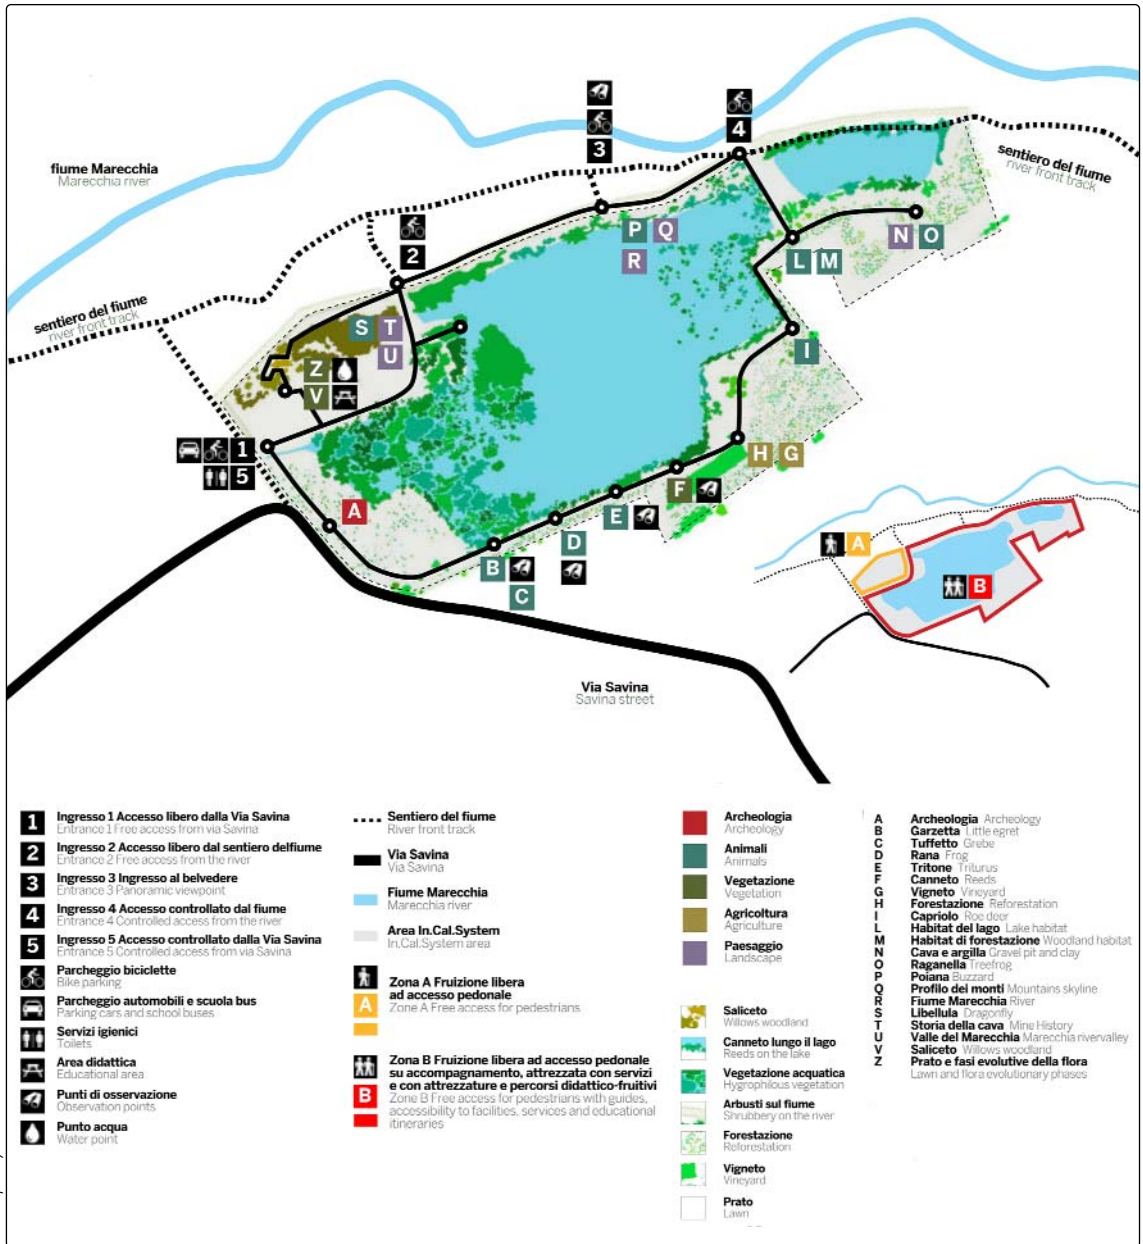 3
4
fiume Marecchia
Marecchia river
sentiero del fiume
river front track
2
P Q
R
L M
N O
sentiero del fiume
river front track
S T
U
Z
V
I
1
5
H G
F
A
E
D
B
C
A
B
Via Savina
Savina street
1 Ingresso 1 Accesso libero dalla Via Savina
Entrance 1 Free access from via Savina
2 Ingresso 2 Accesso libero dal sentiero delfiume
Entrance 2 Free access from the river
3 Ingresso 3 Ingresso al belvedere
Entrance 3 Panoramic viewpoint
4 Ingresso 4 Accesso controllato dal fiume
Entrance 4 Controlled access from the river
5 Ingresso 5 Accesso controllato dalla Via Savina
Entrance 5 Controlled access from via Savina
Parcheggio biciclette
Bike parking
Parcheggio automobili e scuola bus
Parking cars and school buses
Servizi igienici
Toilets
Area didattica
Educational area
Punti di osservazione
Observation points
Punto acqua
Water point
Sentiero del fiume
River front track
Via Savina
Via Savina
Fiume Marecchia
Marecchia river
Area In.Cal.System
In.Cal.System area
Zona A Fruizione libera
ad accesso pedonale
A Zone A Free access for pedestrians
Zona B Fruizione libera ad accesso pedonale
su accompagnamento, attrezzata con servizi
e con attrezzature e percorsi didattico-fruitivi
B Zone B Free access for pedestrians with guides,
accessibility to facilities, services and educational
itineraries
Archeologia
Archeology
Animali
Animals
Vegetazione
Vegetation
Agricoltura
Agriculture
Paesaggio
Landscape
Saliceto
Willows woodland
Canneto lungo il lago
Reeds on the lake
Vegetazione acquatica
Hygrophilous vegetation
Arbusti sul fiume
Shrubbery on the river
Forestazione
Reforestation
Vigneto
Vineyard
Prato
Lawn
A Archeologia Archeology
B Garzetta Little egret
C Tuffetto Grebe
D Rana Frog
E Tritone Triturus
F Canneto Reeds
G Vigneto Vineyard
H Forestazione Reforestation
I Capriolo Roe deer
L Habitat del lago Lake habitat
M Habitat di forestazione Woodland habitat
N Cava e argilla Gravel pit and clay
O Raganella Treefrog
P Poiana Buzzard
Q Profilo dei monti Mountains skyline
R Fiume Marecchia River
S Libellula Dragonfly
T Storia della cava Mine History
U Valle del Marecchia Marecchia rivervalley
V Saliceto Willows woodland
Z Prato e fasi evolutive della flora
Lawn and flora evolutionary phases